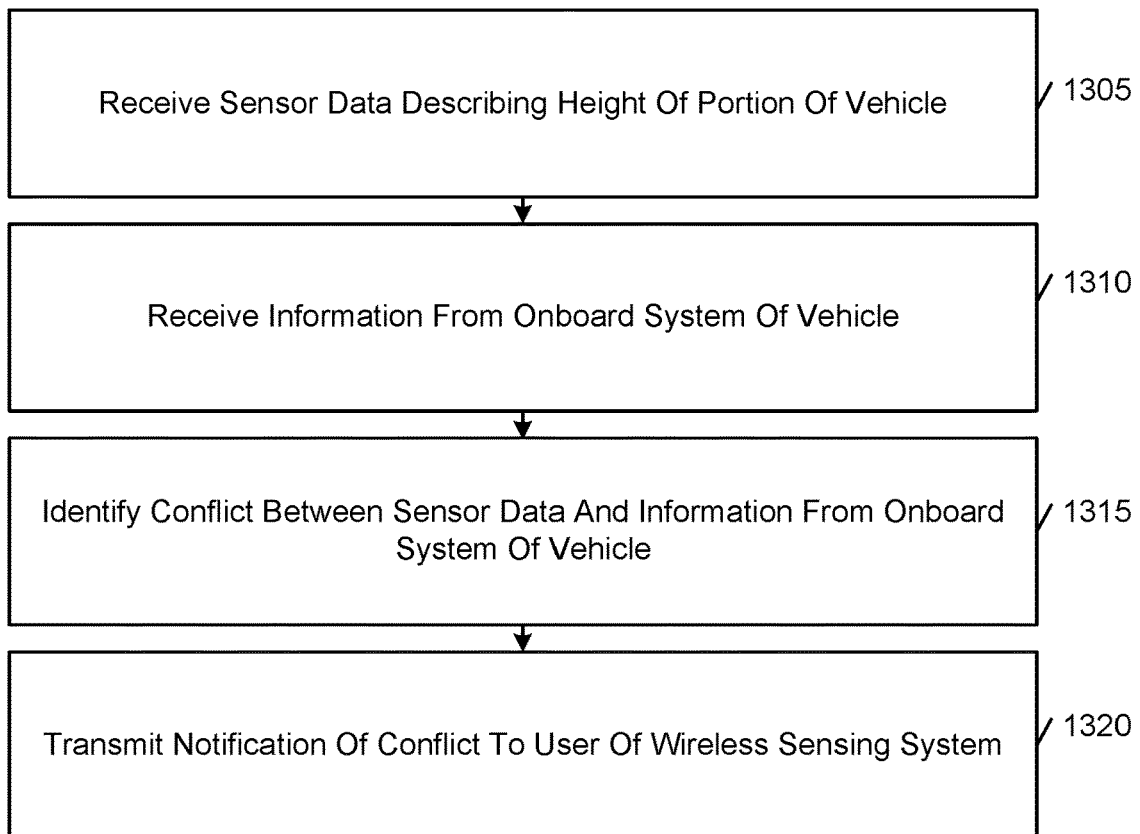 Receive Sensor Data Describing Height Of Portion Of Vehicle
1305
Receive Information From Onboard System Of Vehicle
1310
Identify Conflict Between Sensor Data And Information From Onboard
System Of Vehicle
1315
Transmit Notification Of Conflict To User Of Wireless Sensing System
1320